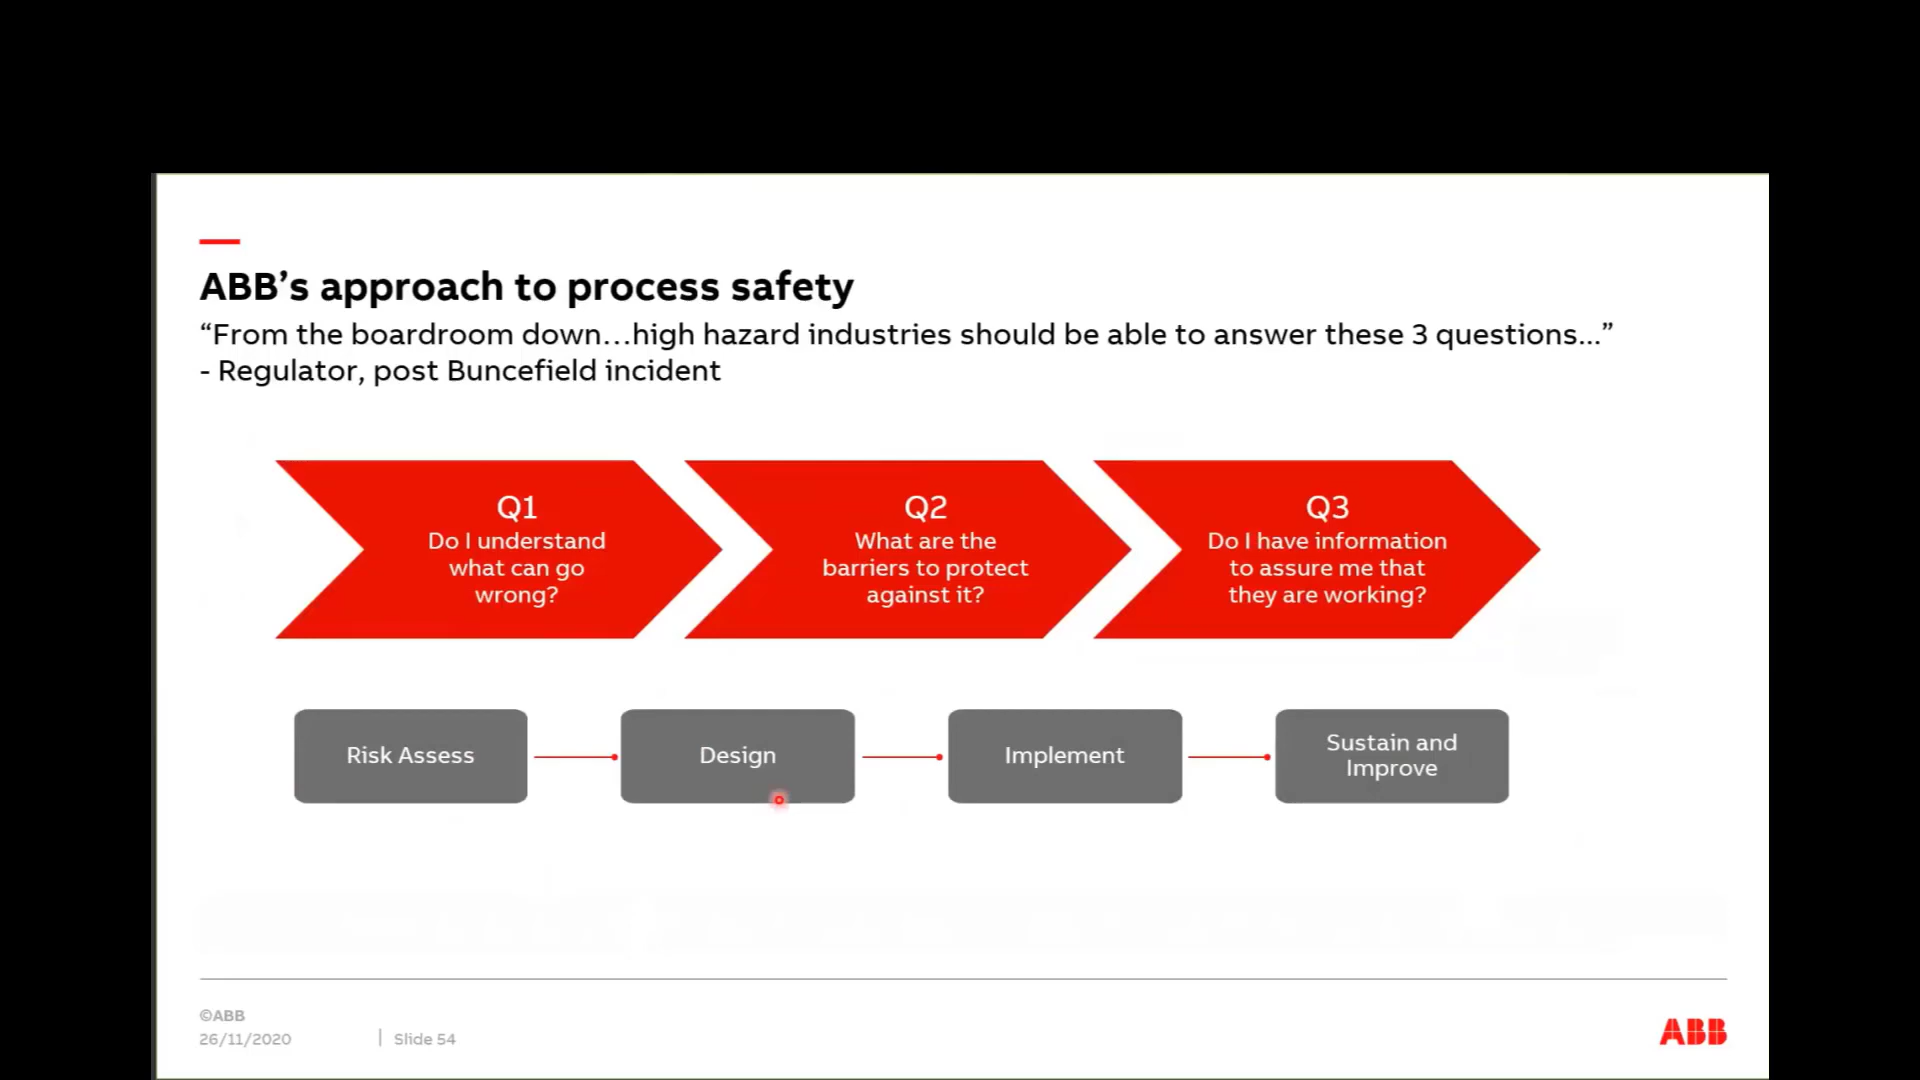 ABB’s approach to process safety
“From the boardroom down...high hazard industries should be able to answer these 3 questions...”
- Regulator, post Buncefield incident
Q1
Do I understand
what can go
wrong?
Q2
What are the
barriers to protect
against it?
Q3
Do I have information
to assure me that
they are working?
Risk Assess
Design
Implement
Sustain and
Improve
©ABB
26/11/2020 | Slide 54
ABB